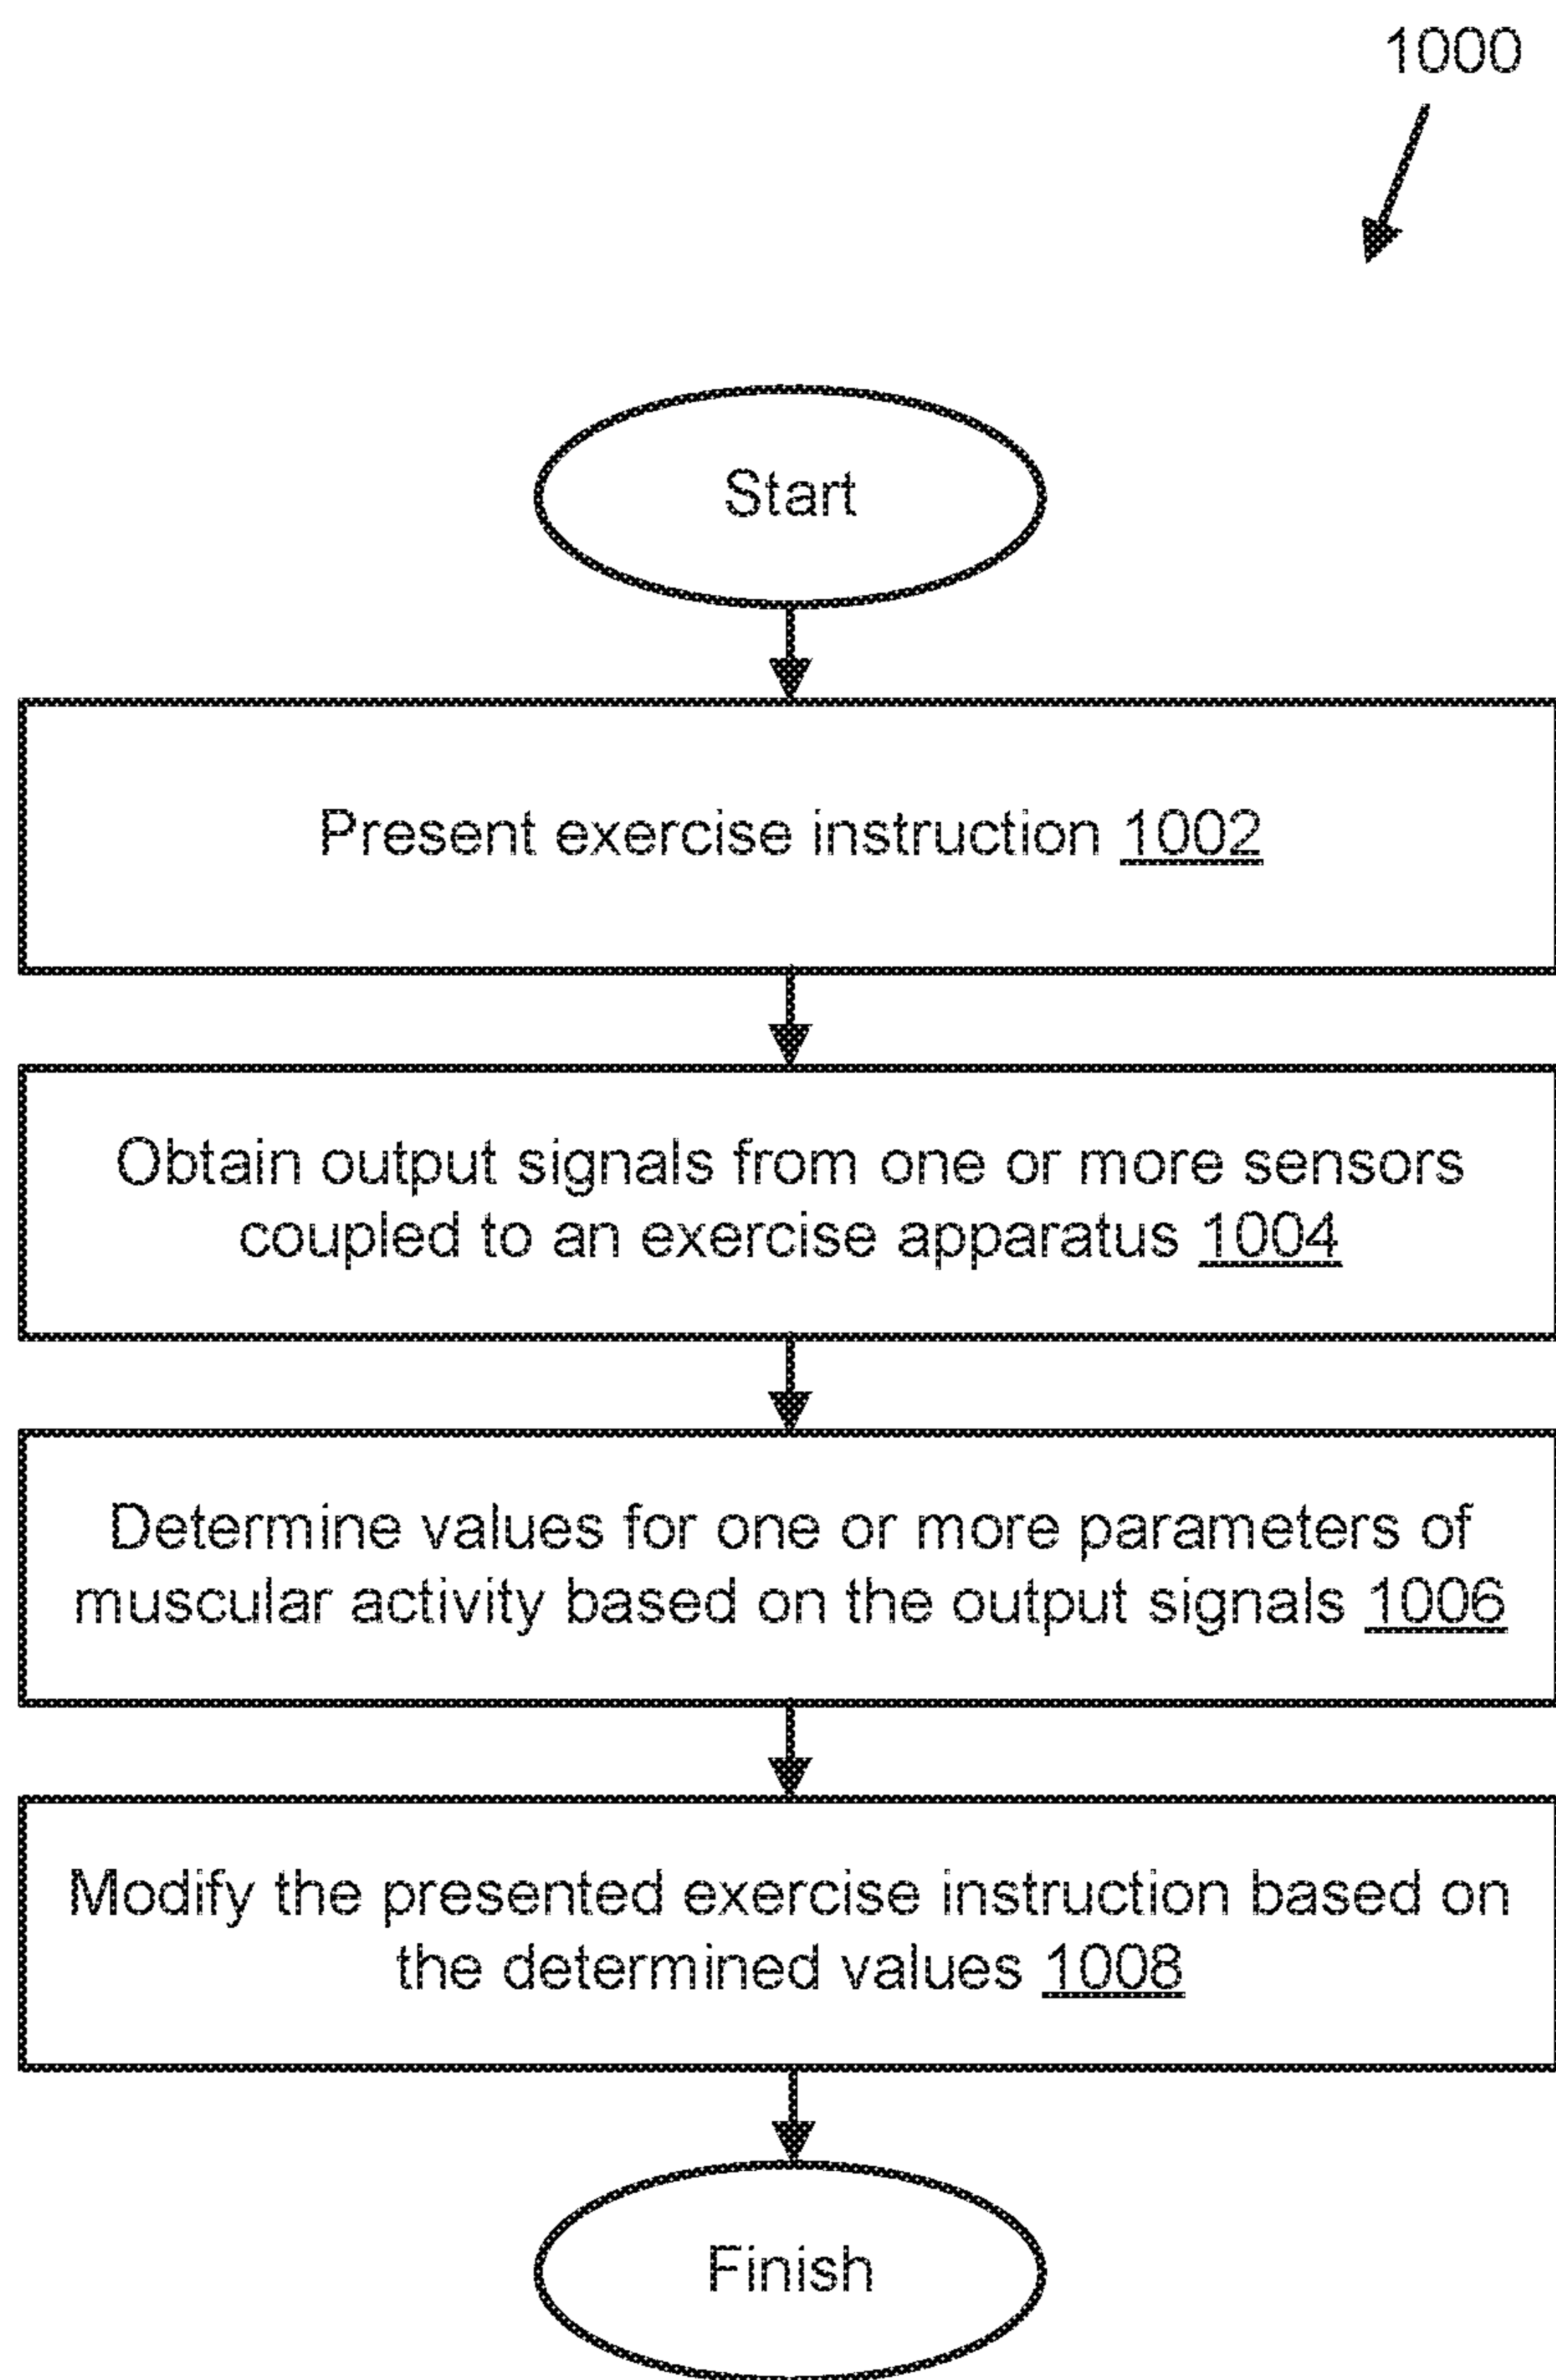 1000
Start
Present exercise instruction 1002
Obtain output signals from one or more sensors
coupled to an exercise apparatus 1004
Determine values for one or more parameters of
muscular activity based on the output signals 1006
Modify the presented exercise instruction based on
the determined values 1008
Finish